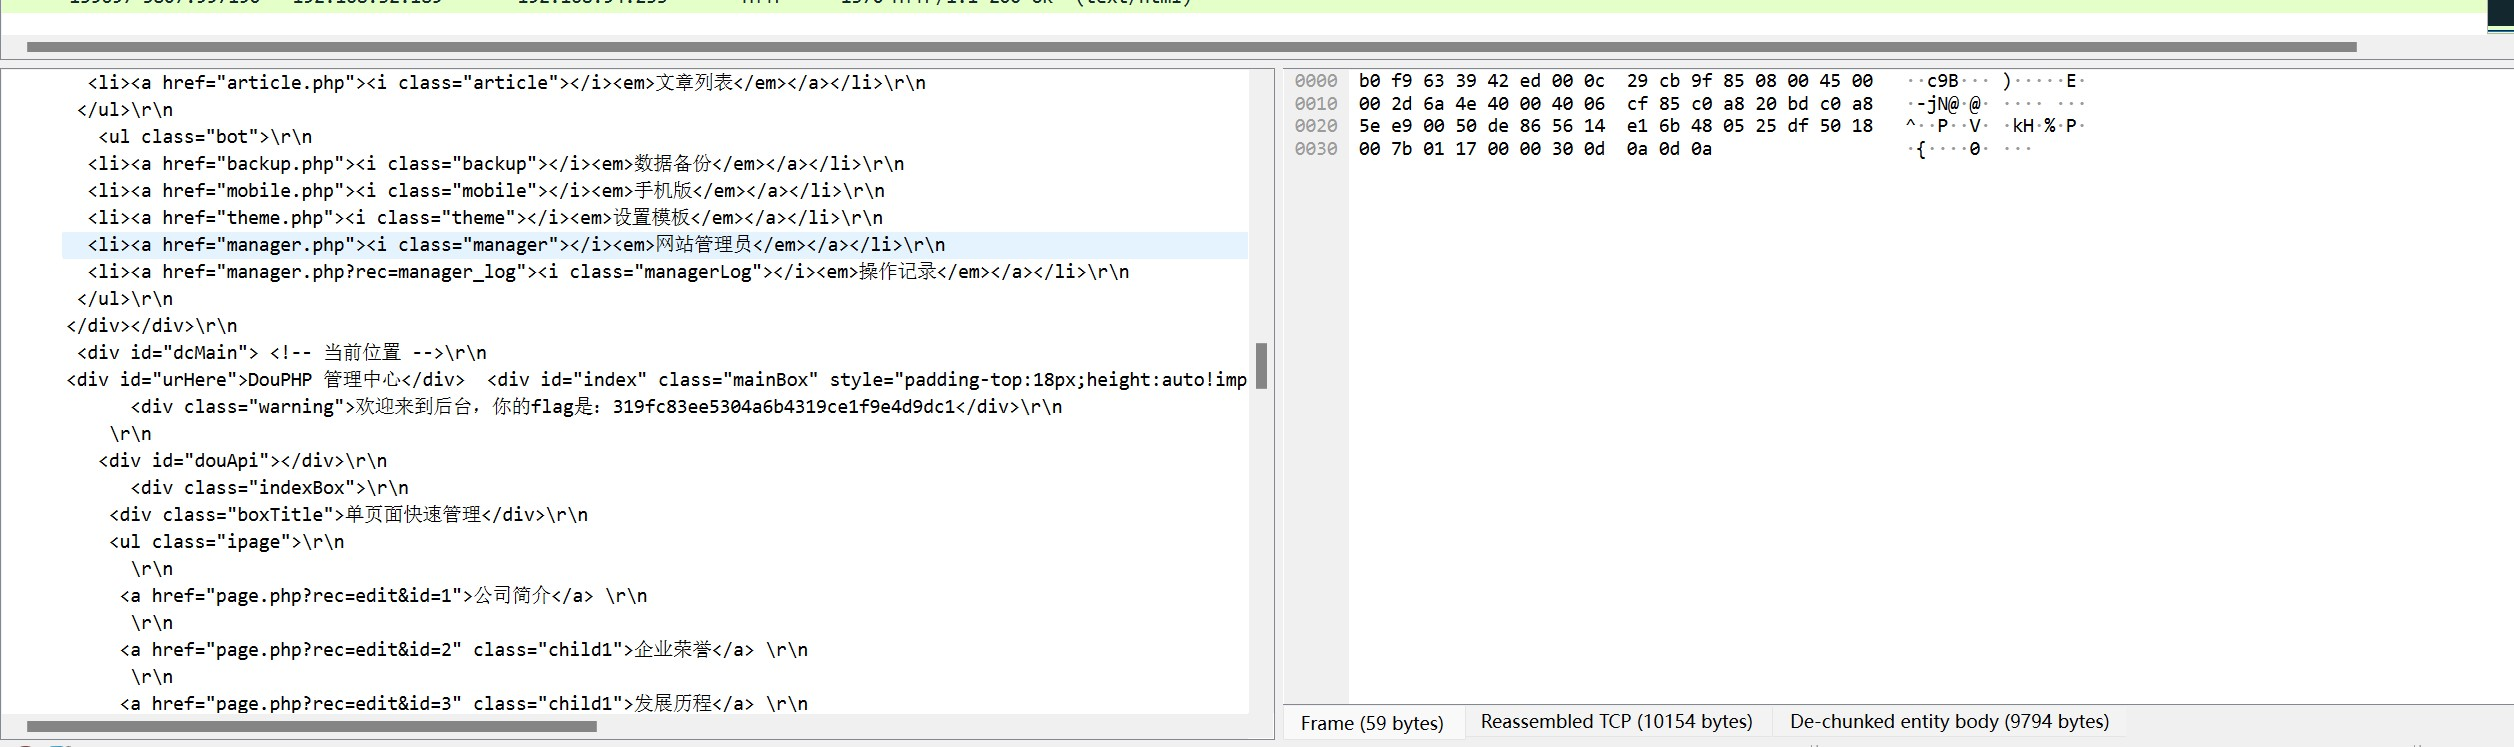 <li><a href="article.php"><i class="article"></i><em>文章列表</em></a></li>\r\n
</ul>\r\n
<ul class="bot">\r\n
<li><a href="backup.php"><i class="backup"></i><em>数据备份</em></a></li>\r\n
<li><a href="mobile.php"><i class="mobile"></i><em>手机版</em></a></li>\r\n
<li><a href="theme.php"><i class="theme"></i><em>设置模板</em></a></li>\r\n
<li><a href="manager.php"><i class="manager"></i><em>网站管理员</em></a></li>\r\n
<li><a href="manager.php?rec=manager_log"><i class="managerLog"></i><em>操作记录</em></a></li>\r\n
</ul>\r\n
</div></div>\r\n
<div id="dcMain"> <!-- 当前位置 -->\r\n
<div id="urHere">DouPHP 管理中心</div>  <div id="index" class="mainBox" style="padding-top:18px;height:auto!imp
<div class="warning">欢迎来到后台，你的flag是：319fc83ee5304a6b4319ce1f9e4d9dc1</div>\r\n
\r\n
<div id="douApi"></div>\r\n
<div class="indexBox">\r\n
<div class="boxTitle">单页面快速管理</div>\r\n
<ul class="ipage">\r\n
\r\n
<a href="page.php?rec=edit&id=1">公司简介</a> \r\n
\r\n
<a href="page.php?rec=edit&id=2" class="child1">企业荣誉</a> \r\n
\r\n
<a href="page.php?rec=edit&id=3" class="child1">发展历程</a> \r\n
0000 b0 f9 63 39 42 ed 00 0c 29 cb 9f 85 08 00 45 00 ··c9B··· )·····E·
0010 00 2d 6a 4e 40 00 40 06 cf 85 c0 a8 20 bd c0 a8 ·-jN@·@· ···· ···
0020 5e e9 00 50 de 86 56 14 e1 6b 48 05 25 df 50 18 ^··P··V· ·kH·%·P·
0030 00 7b 01 17 00 00 30 0d 0a 0d 0a ·{····0· ···
Frame (59 bytes) Reassembled TCP (10154 bytes) De-chunked entity body (9794 bytes)